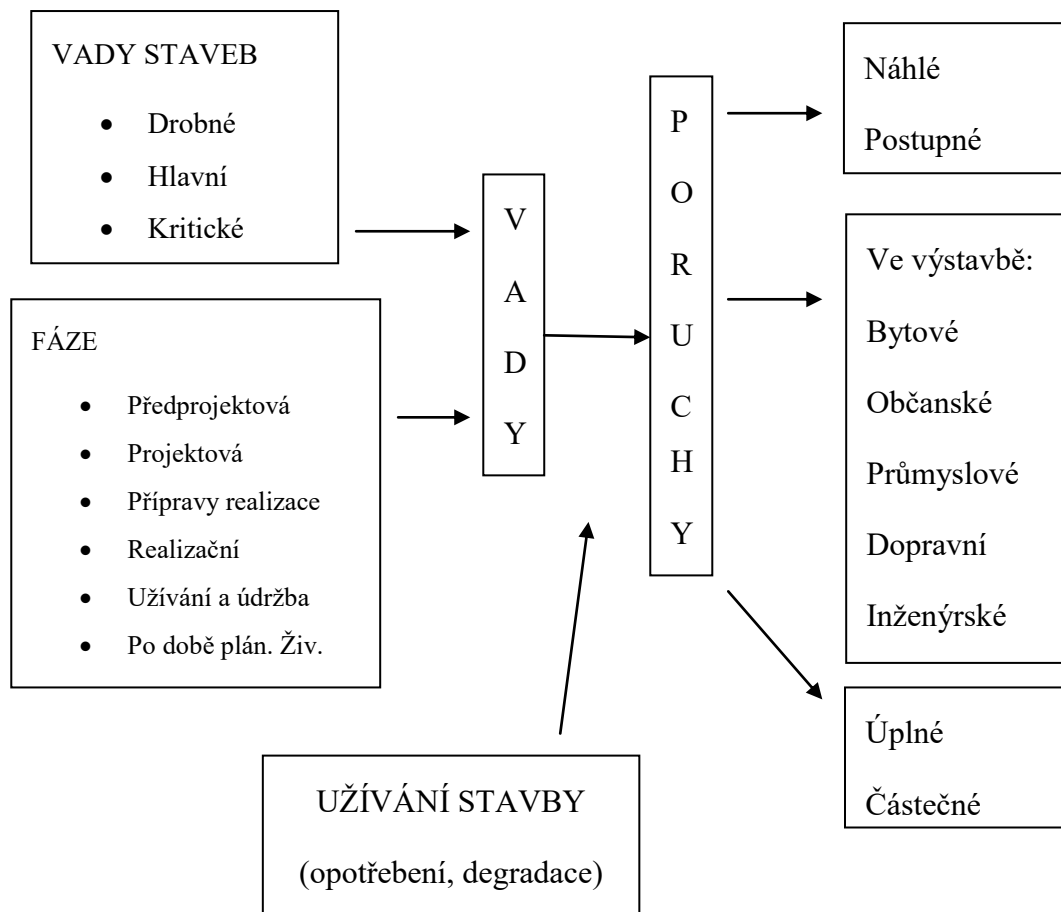 VADY STAVEB
• Drobné
• Hlavní
• Kritické
FÁZE
• Předprojektová
• Projektová
• Přípravy realizace
• Realizační
• Užívání a údržba
• Po době plán. Živ.
V
A
D
Y
P
O
R
U
C
H
Y
Náhlé
Postupné
Ve výstavbě:
Bytové
Občanské
Průmyslové
Dopravní
Inženýrské
Úplné
Částečné
UŽÍVÁNÍ STAVBY
(opotřebení, degradace)